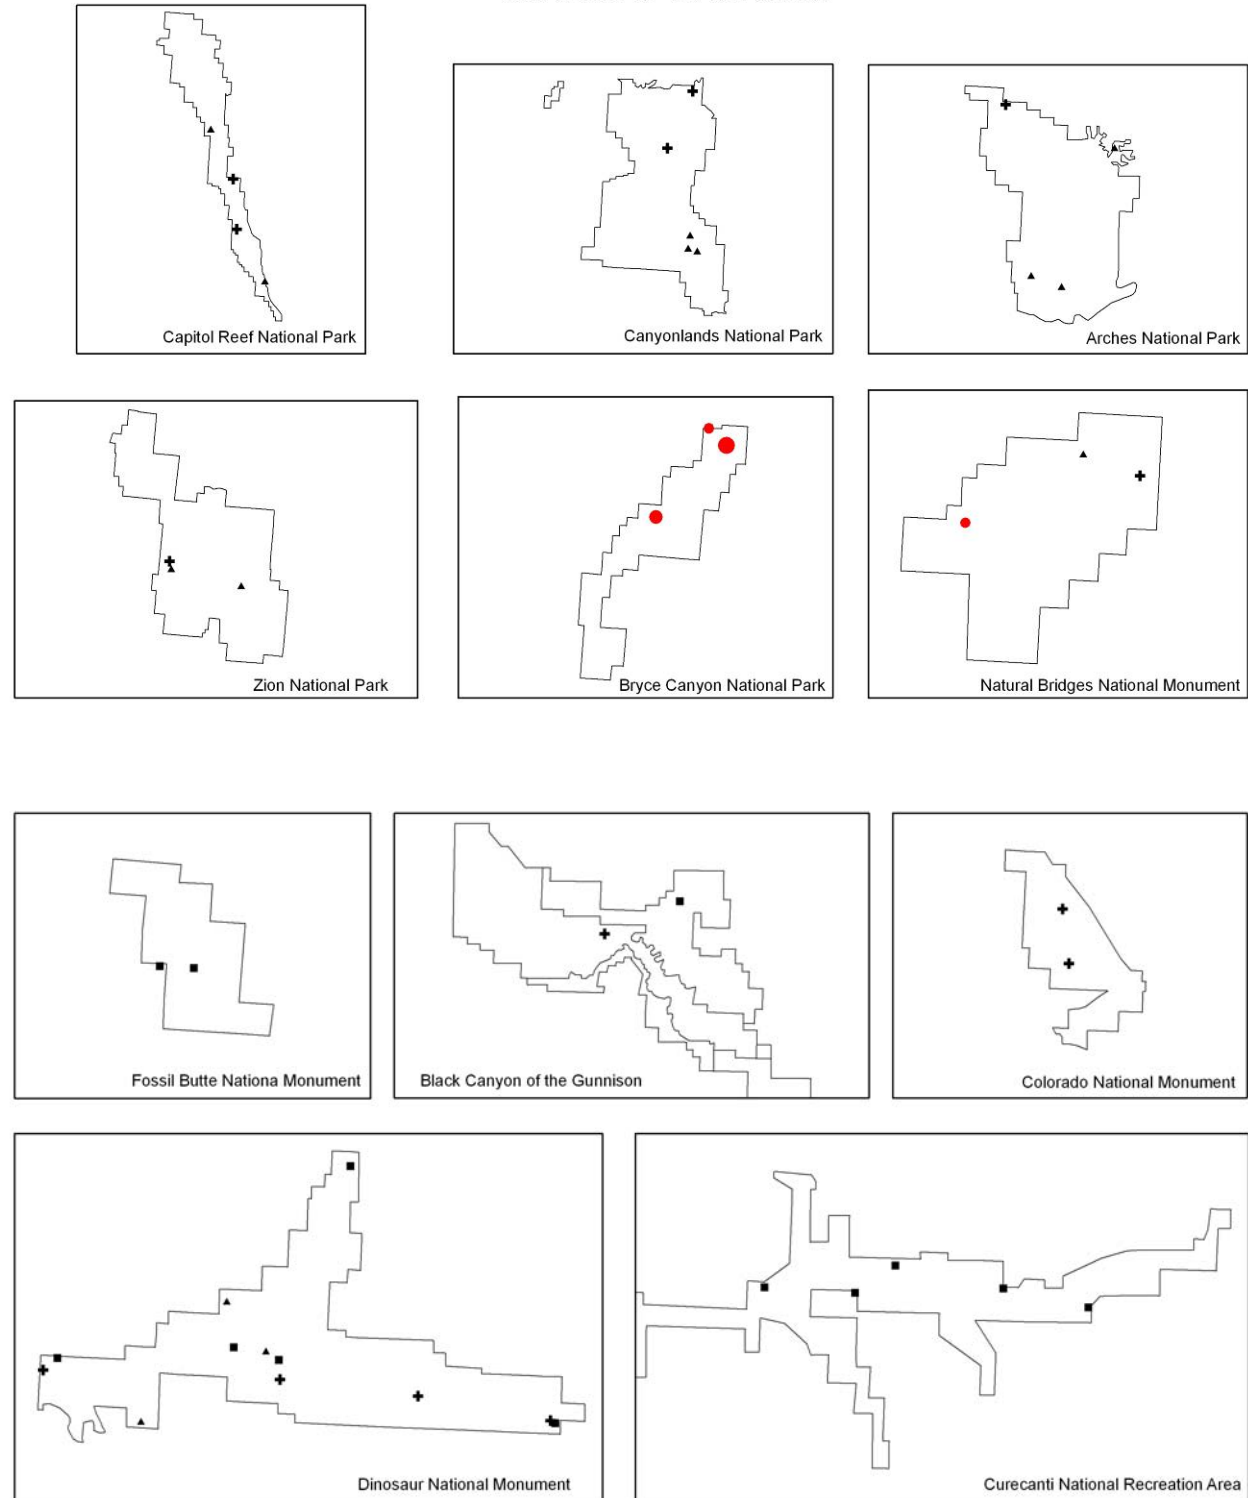 Capitol Reef National Park
Canyonlands National Park
Arches National Park
Zion National Park
Bryce Canyon National Park
Natural Bridges National Monument
Fossil Butte Nationa Monument
Black Canyon of the Gunnison
Colorado National Monument
Dinosaur National Monument
Curecanti National Recreation Area